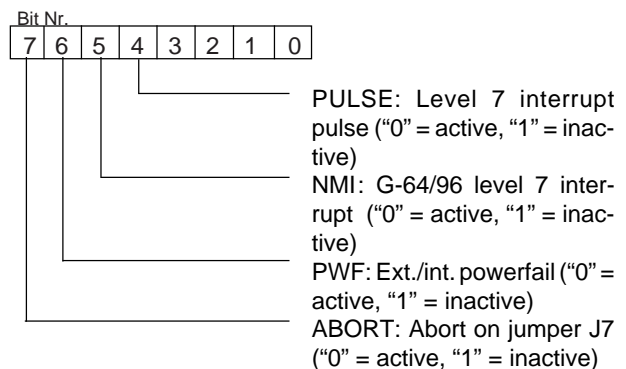 Bit Nr.
7 6 5 4 3 2 1 0
PULSE: Level 7 interrupt
pulse (“0” = active, “1” = inac-
tive)
NMI: G-64/96 level 7 inter-
rupt (“0” = active, “1” = inac-
tive)
PWF: Ext./int. powerfail (“0” =
active, “1” = inactive)
ABORT: Abort on jumper J7
(“0” = active, “1” = inactive)